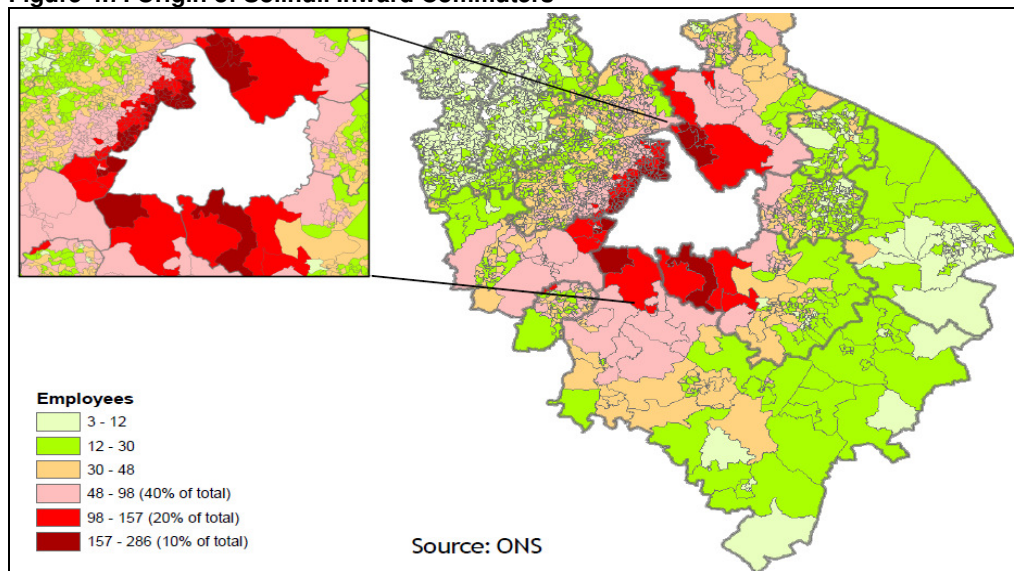 Employees
3 - 12
12 - 30
30 - 48
48 - 98 (40% of total)
98 - 157 (20% of total)
157 - 286 (10% of total)
Source: ONS